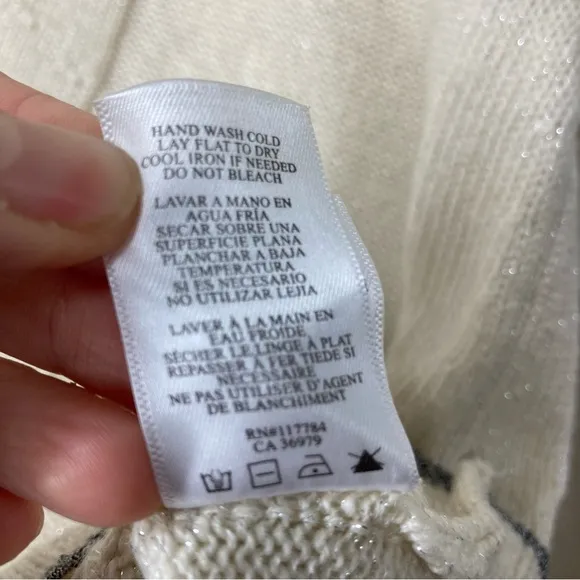 HAND WASH COLD
LAY FLAT TO DRY
COOL IRON IF NEEDED
DO NOT BLEACH
LAVAR A MANO EN
AGUA FRÍA
SECAR SOBRE UNA
SUPERFICIE PLANA
PLANCHAR A BAJA
TEMPERATURA
SI ES NECESARIO
NO UTILIZAR LEJIA
LAVER À LA MAIN EN
EAU FROIDE
SÉCHER LE LINGE À PLAT
REPASSER À FER TIEDE SI
NÉCESSAIRE
NE PAS UTILISER D'AGENT
DE BLANCHIMENT
RN#117784
CA 36979